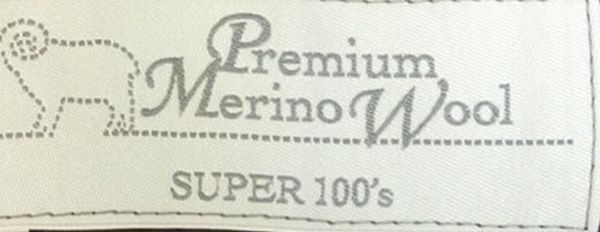 Premium
Merino Wool
SUPER 100's